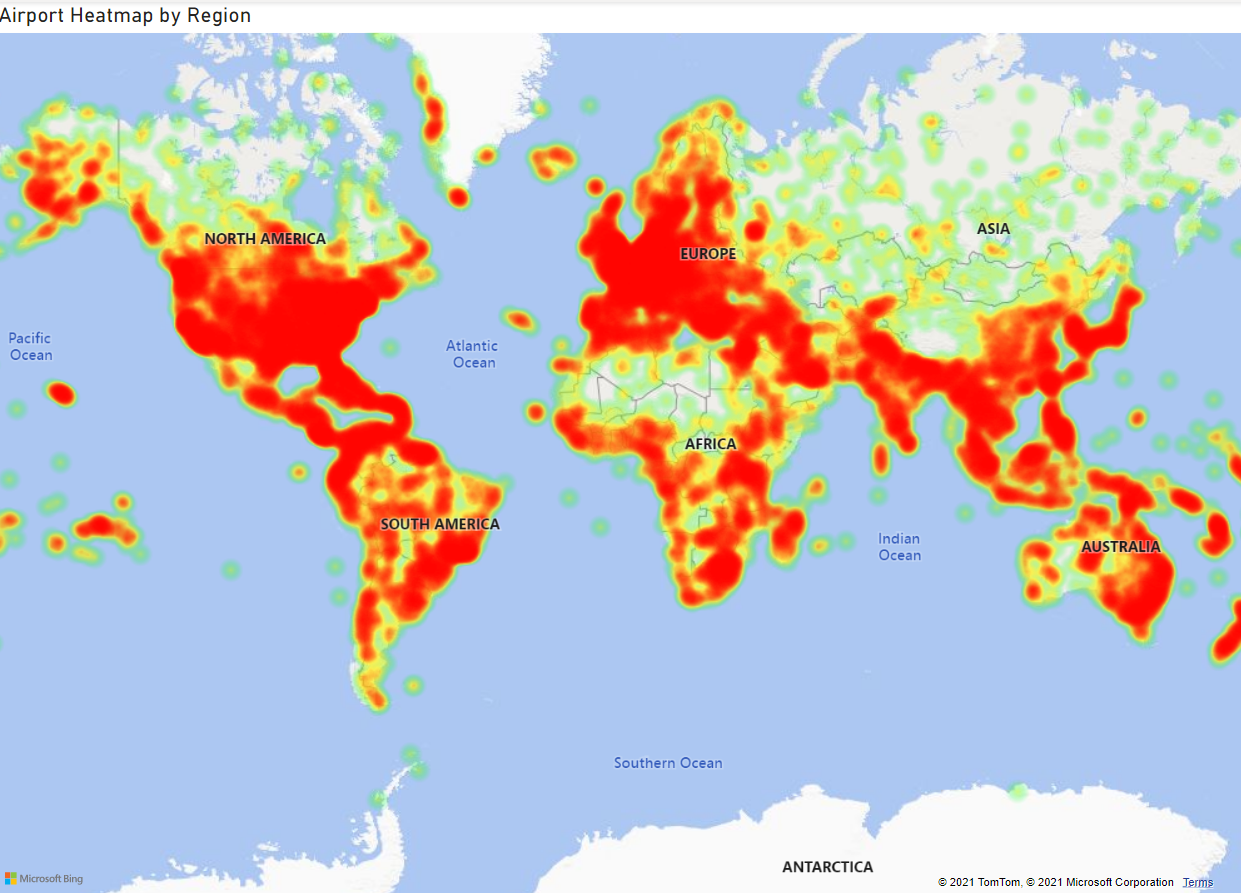 Airport Heatmap by Region
NORTH AMERICA
ASIA
EUROPE
Pacific
Ocean
Atlantic
Ocean
AFRICA
SOUTH AMERICA
Indian
Ocean
AUSTRALIA
Southern Ocean
ANTARCTICA
Microsoft Bing
© 2021 TomTom, © 2021 Microsoft Corporation Terms